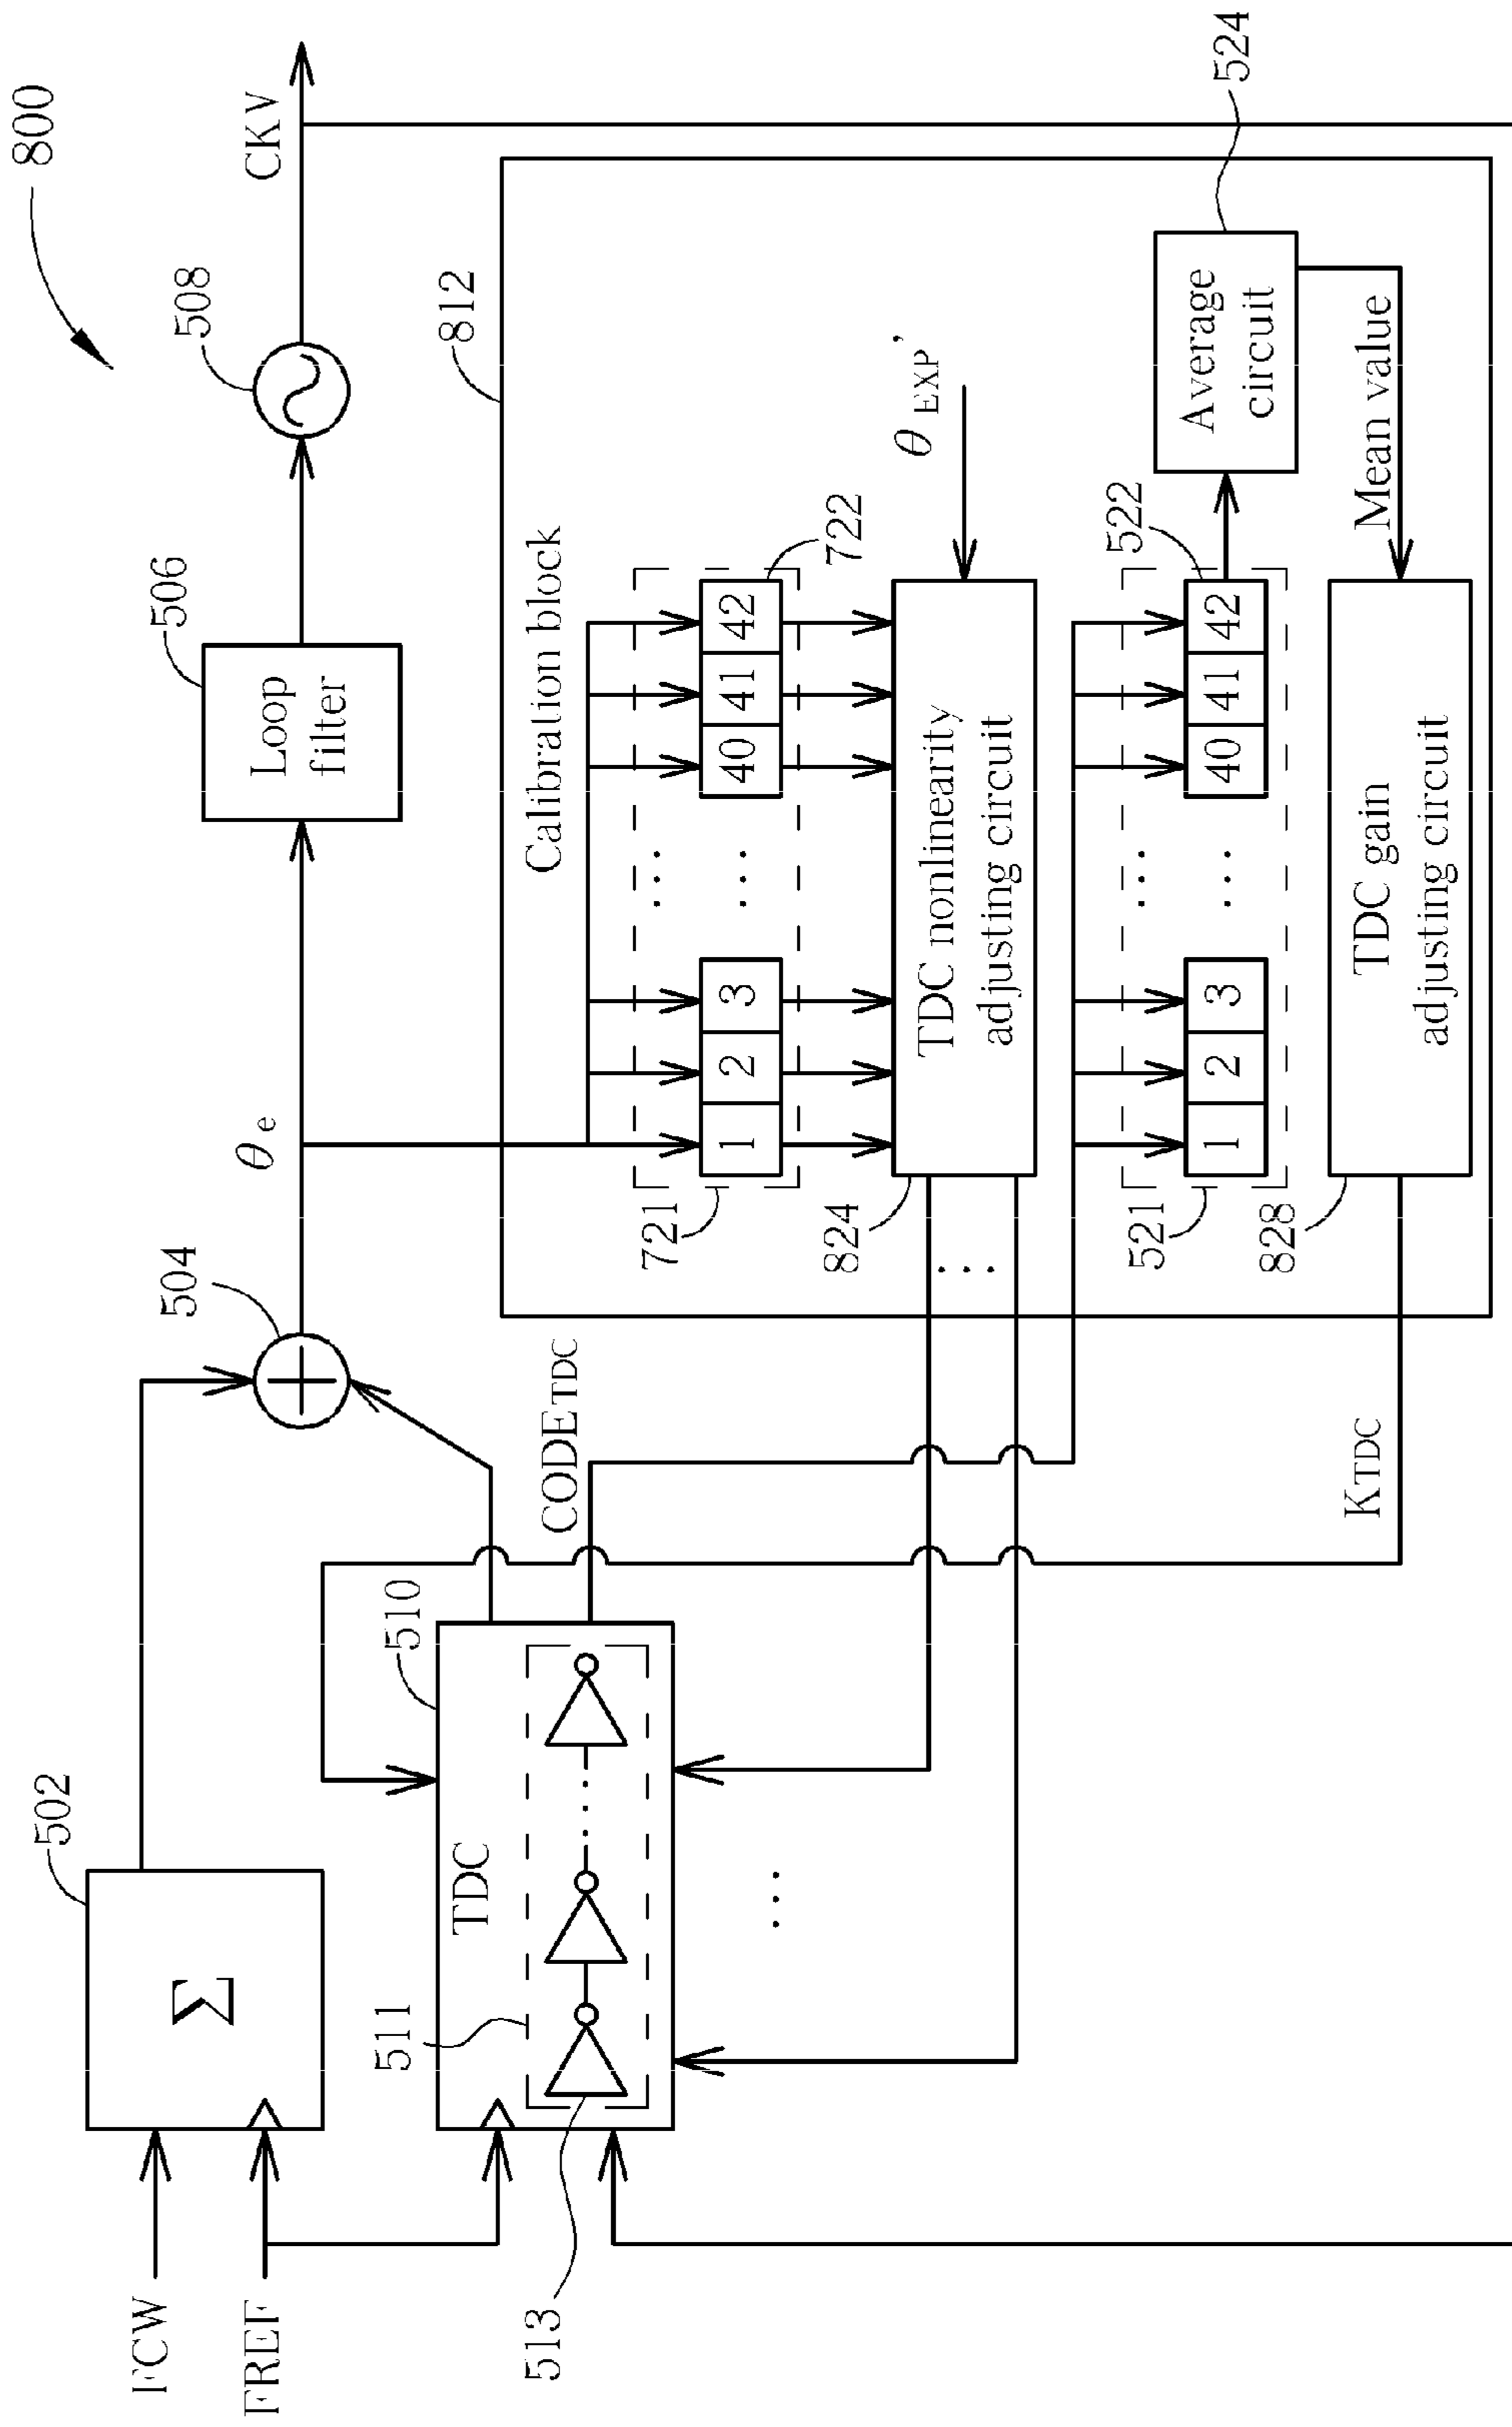 800
FCW
FREF
502
Σ
504
θe
506
Loop
filter
508
CKV
510
TDC
511
513
CODETDC
KTDC
812
Calibration block
721
1 2 3 ... 40 41 42
722
824
TDC nonlinearity
adjusting circuit
θEXP'
521
1 2 3 ... 40 41 42
522
Average
circuit
524
Mean value
828
TDC gain
adjusting circuit